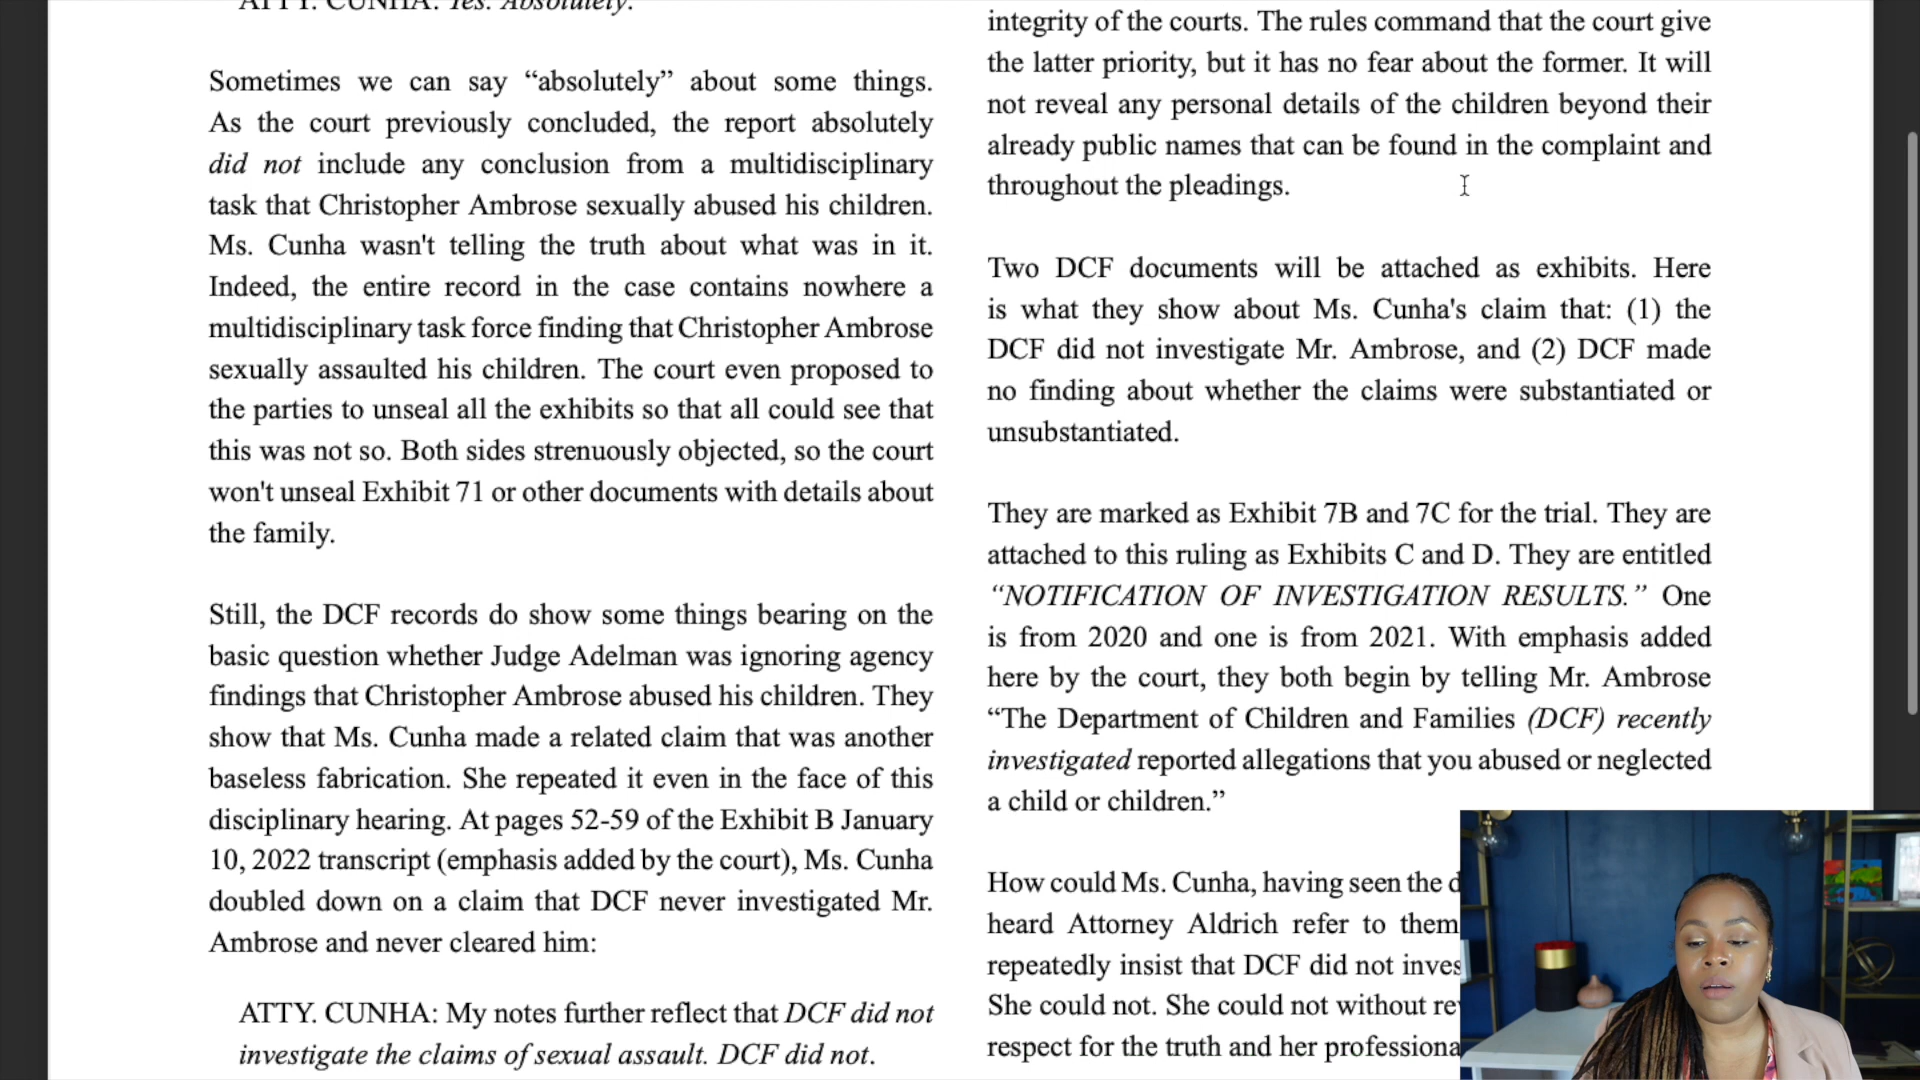 ATTY. CUNHA: Yes. Absolutely.
Sometimes we can say “absolutely” about some things.
As the court previously concluded, the report absolutely
did not include any conclusion from a multidisciplinary
task that Christopher Ambrose sexually abused his children.
Ms. Cunha wasn't telling the truth about what was in it.
Indeed, the entire record in the case contains nowhere a
multidisciplinary task force finding that Christopher Ambrose
sexually assaulted his children. The court even proposed to
the parties to unseal all the exhibits so that all could see that
this was not so. Both sides strenuously objected, so the court
won't unseal Exhibit 71 or other documents with details about
the family.
Still, the DCF records do show some things bearing on the
basic question whether Judge Adelman was ignoring agency
findings that Christopher Ambrose abused his children. They
show that Ms. Cunha made a related claim that was another
baseless fabrication. She repeated it even in the face of this
disciplinary hearing. At pages 52-59 of the Exhibit B January
10, 2022 transcript (emphasis added by the court), Ms. Cunha
doubled down on a claim that DCF never investigated Mr.
Ambrose and never cleared him:
ATTY. CUNHA: My notes further reflect that DCF did not
investigate the claims of sexual assault. DCF did not.
integrity of the courts. The rules command that the court give
the latter priority, but it has no fear about the former. It will
not reveal any personal details of the children beyond their
already public names that can be found in the complaint and
throughout the pleadings.
Two DCF documents will be attached as exhibits. Here
is what they show about Ms. Cunha's claim that: (1) the
DCF did not investigate Mr. Ambrose, and (2) DCF made
no finding about whether the claims were substantiated or
unsubstantiated.
They are marked as Exhibit 7B and 7C for the trial. They are
attached to this ruling as Exhibits C and D. They are entitled
“NOTIFICATION OF INVESTIGATION RESULTS.” One
is from 2020 and one is from 2021. With emphasis added
here by the court, they both begin by telling Mr. Ambrose
“The Department of Children and Families (DCF) recently
investigated reported allegations that you abused or neglected
a child or children.”
How could Ms. Cunha, having seen the
heard Attorney Aldrich refer to them
repeatedly insist that DCF did not
She could not. She could not without
respect for the truth and her